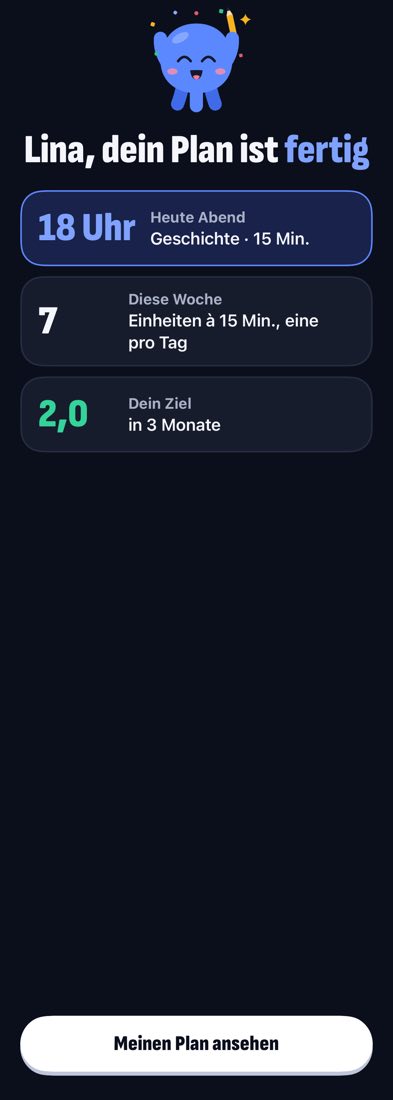 Lina, dein Plan ist fertig
18 Uhr
Heute Abend
Geschichte · 15 Min.
7
Diese Woche
Einheiten à 15 Min., eine
pro Tag
2,0
Dein Ziel
in 3 Monate
Meinen Plan ansehen